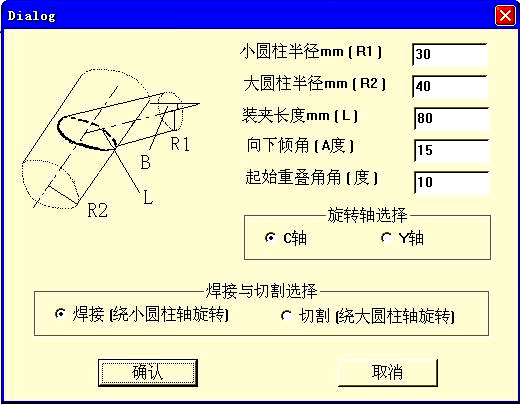 Dialog
小圆柱半径mm ( R1 ) 30
大圆柱半径mm ( R2 ) 40
装夹长度mm ( L ) 80
向下倾角 ( A度 ) 15
起始重叠角角 ( 度 ) 10
B
R1
L
R2
旋转轴选择
C轴 Y轴
焊接与切割选择
焊接 (绕小圆柱轴旋转) 切割 (绕大圆柱轴旋转)
确认 取消